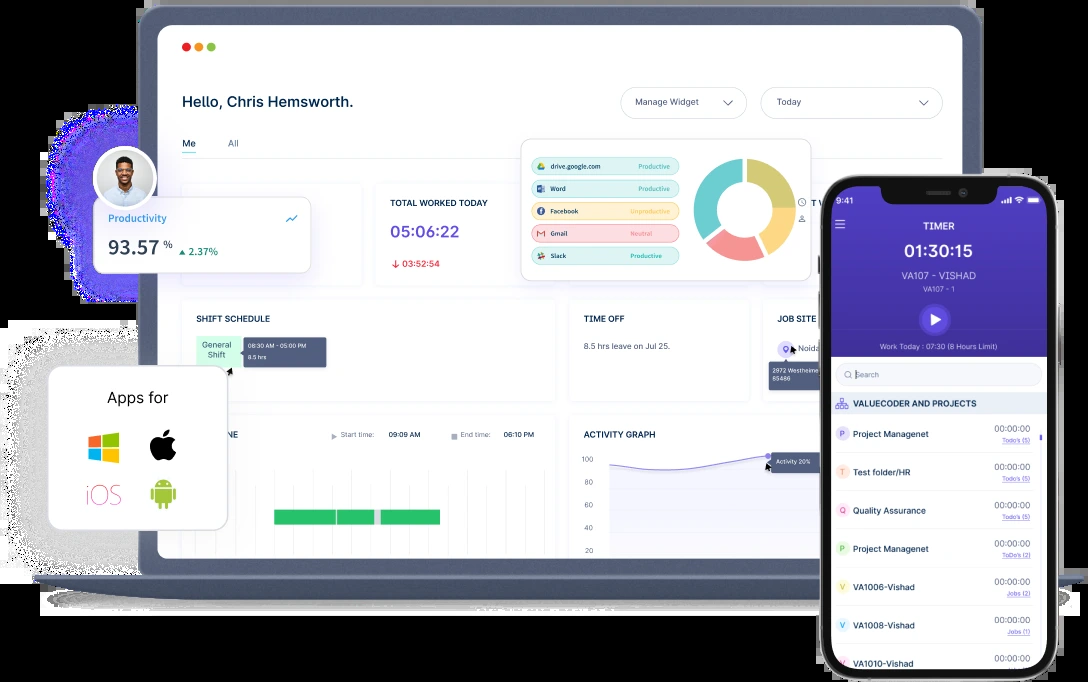 Hello, Chris Hemsworth.
Manage Widget
Today
Me
All
Productivity
93.57 %
2.37%
TOTAL WORKED TODAY
05:06:22
03:52:54
drive.google.com Productive
Word Productive
Facebook Unproductive
Gmail Neutral
Slack Productive
T
SHIFT SCHEDULE
General
Shift
08:30 AM - 05:00 PM
8.5 hrs
TIME OFF
8.5 hrs leave on Jul 25.
JOB SITE
Noida
2972 Westheime
85486
Apps for
iOS
NE
Start time: 09:09 AM
End time: 06:10 PM
ACTIVITY GRAPH
100
80
60
40
20
Activity 20%
9:41
TIMER
01:30:15
VA107 - VISHAD
VA107 - 1
Work Today : 07:30 (8 Hours Limit)
Search
VALUECODER AND PROJECTS
P Project Managenet 00:00:00
Todo's (5)
T Test folder/HR 00:00:00
Todo's (5)
Q Quality Assurance 00:00:00
Todo's (5)
P Project Managenet 00:00:00
ToDo's (2)
V VA1006-Vishad 00:00:00
Jobs (2)
V VA1008-Vishad 00:00:00
Jobs (1)
V VA1010-Vishad 00:00:00